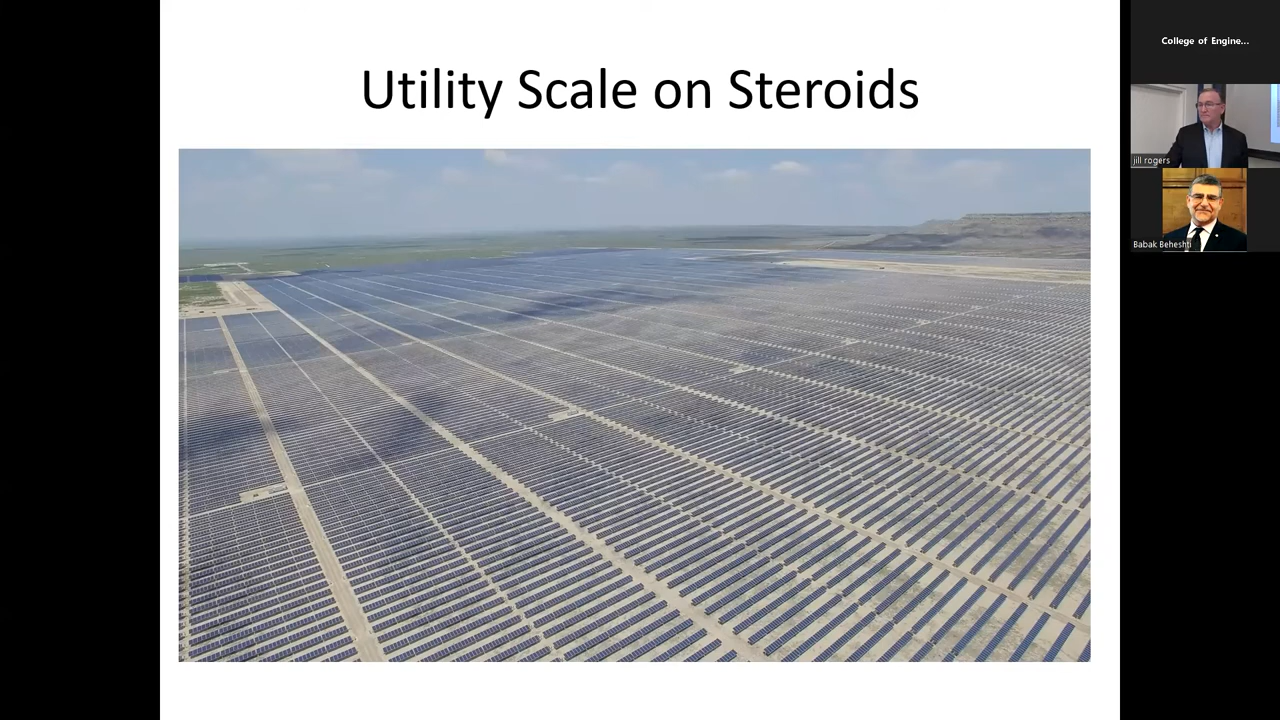 Utility Scale on Steroids
College of Engine...
jill rogers
Babak Beheshti